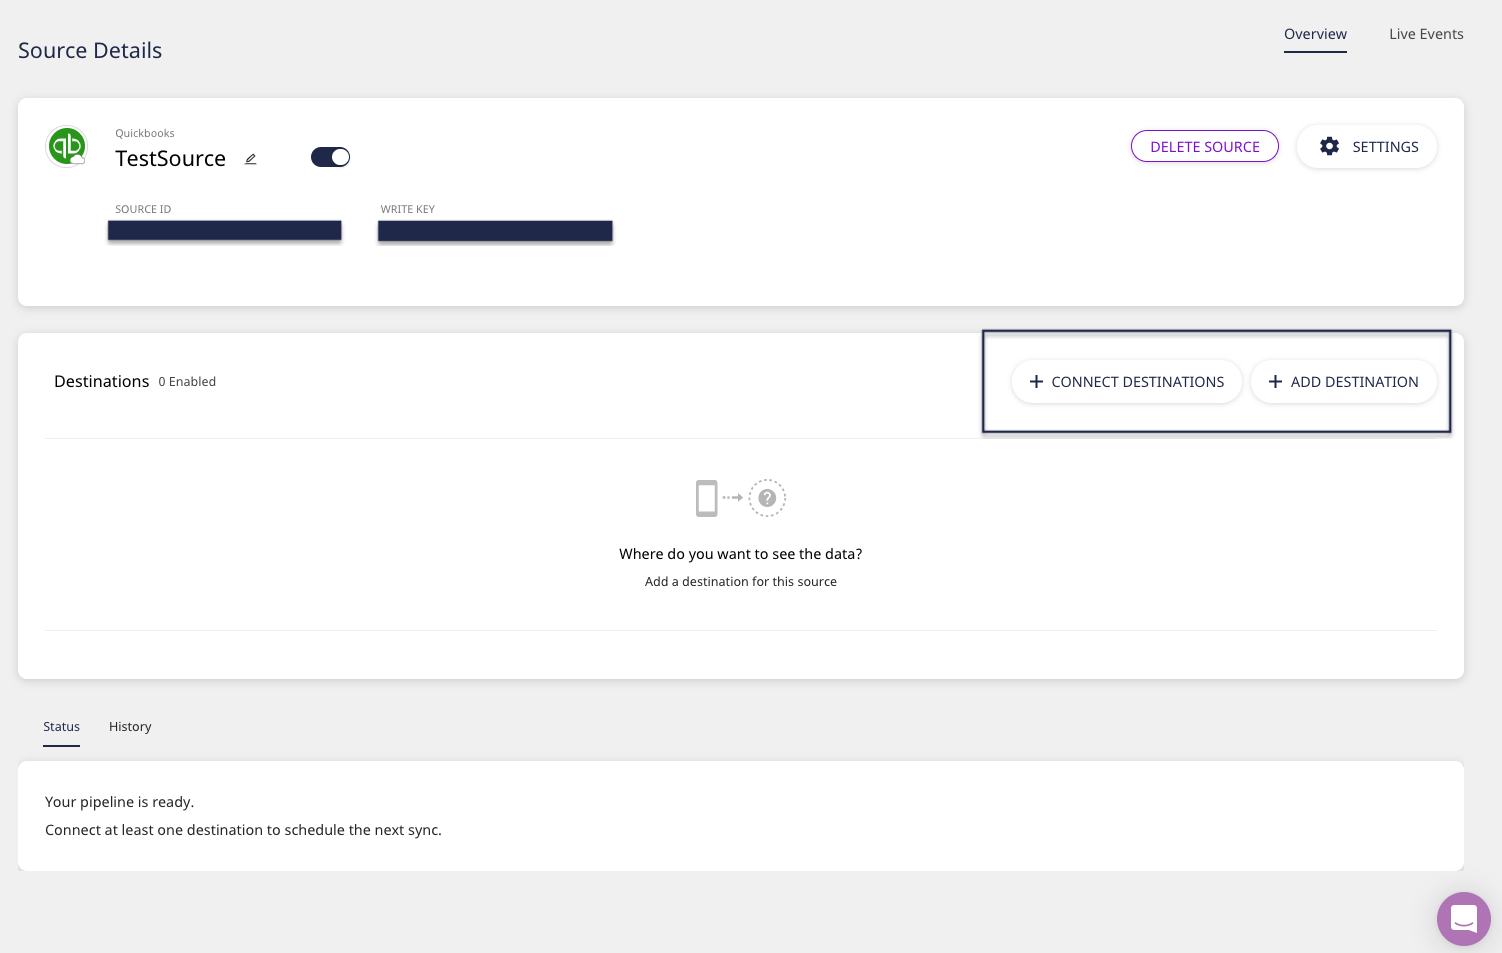 Source Details
Overview
Live Events
Quickbooks
TestSource
DELETE SOURCE
SETTINGS
SOURCE ID
WRITE KEY
Destinations 0 Enabled
+ CONNECT DESTINATIONS
+ ADD DESTINATION
?
Where do you want to see the data?
Add a destination for this source
Status
History
Your pipeline is ready.
Connect at least one destination to schedule the next sync.